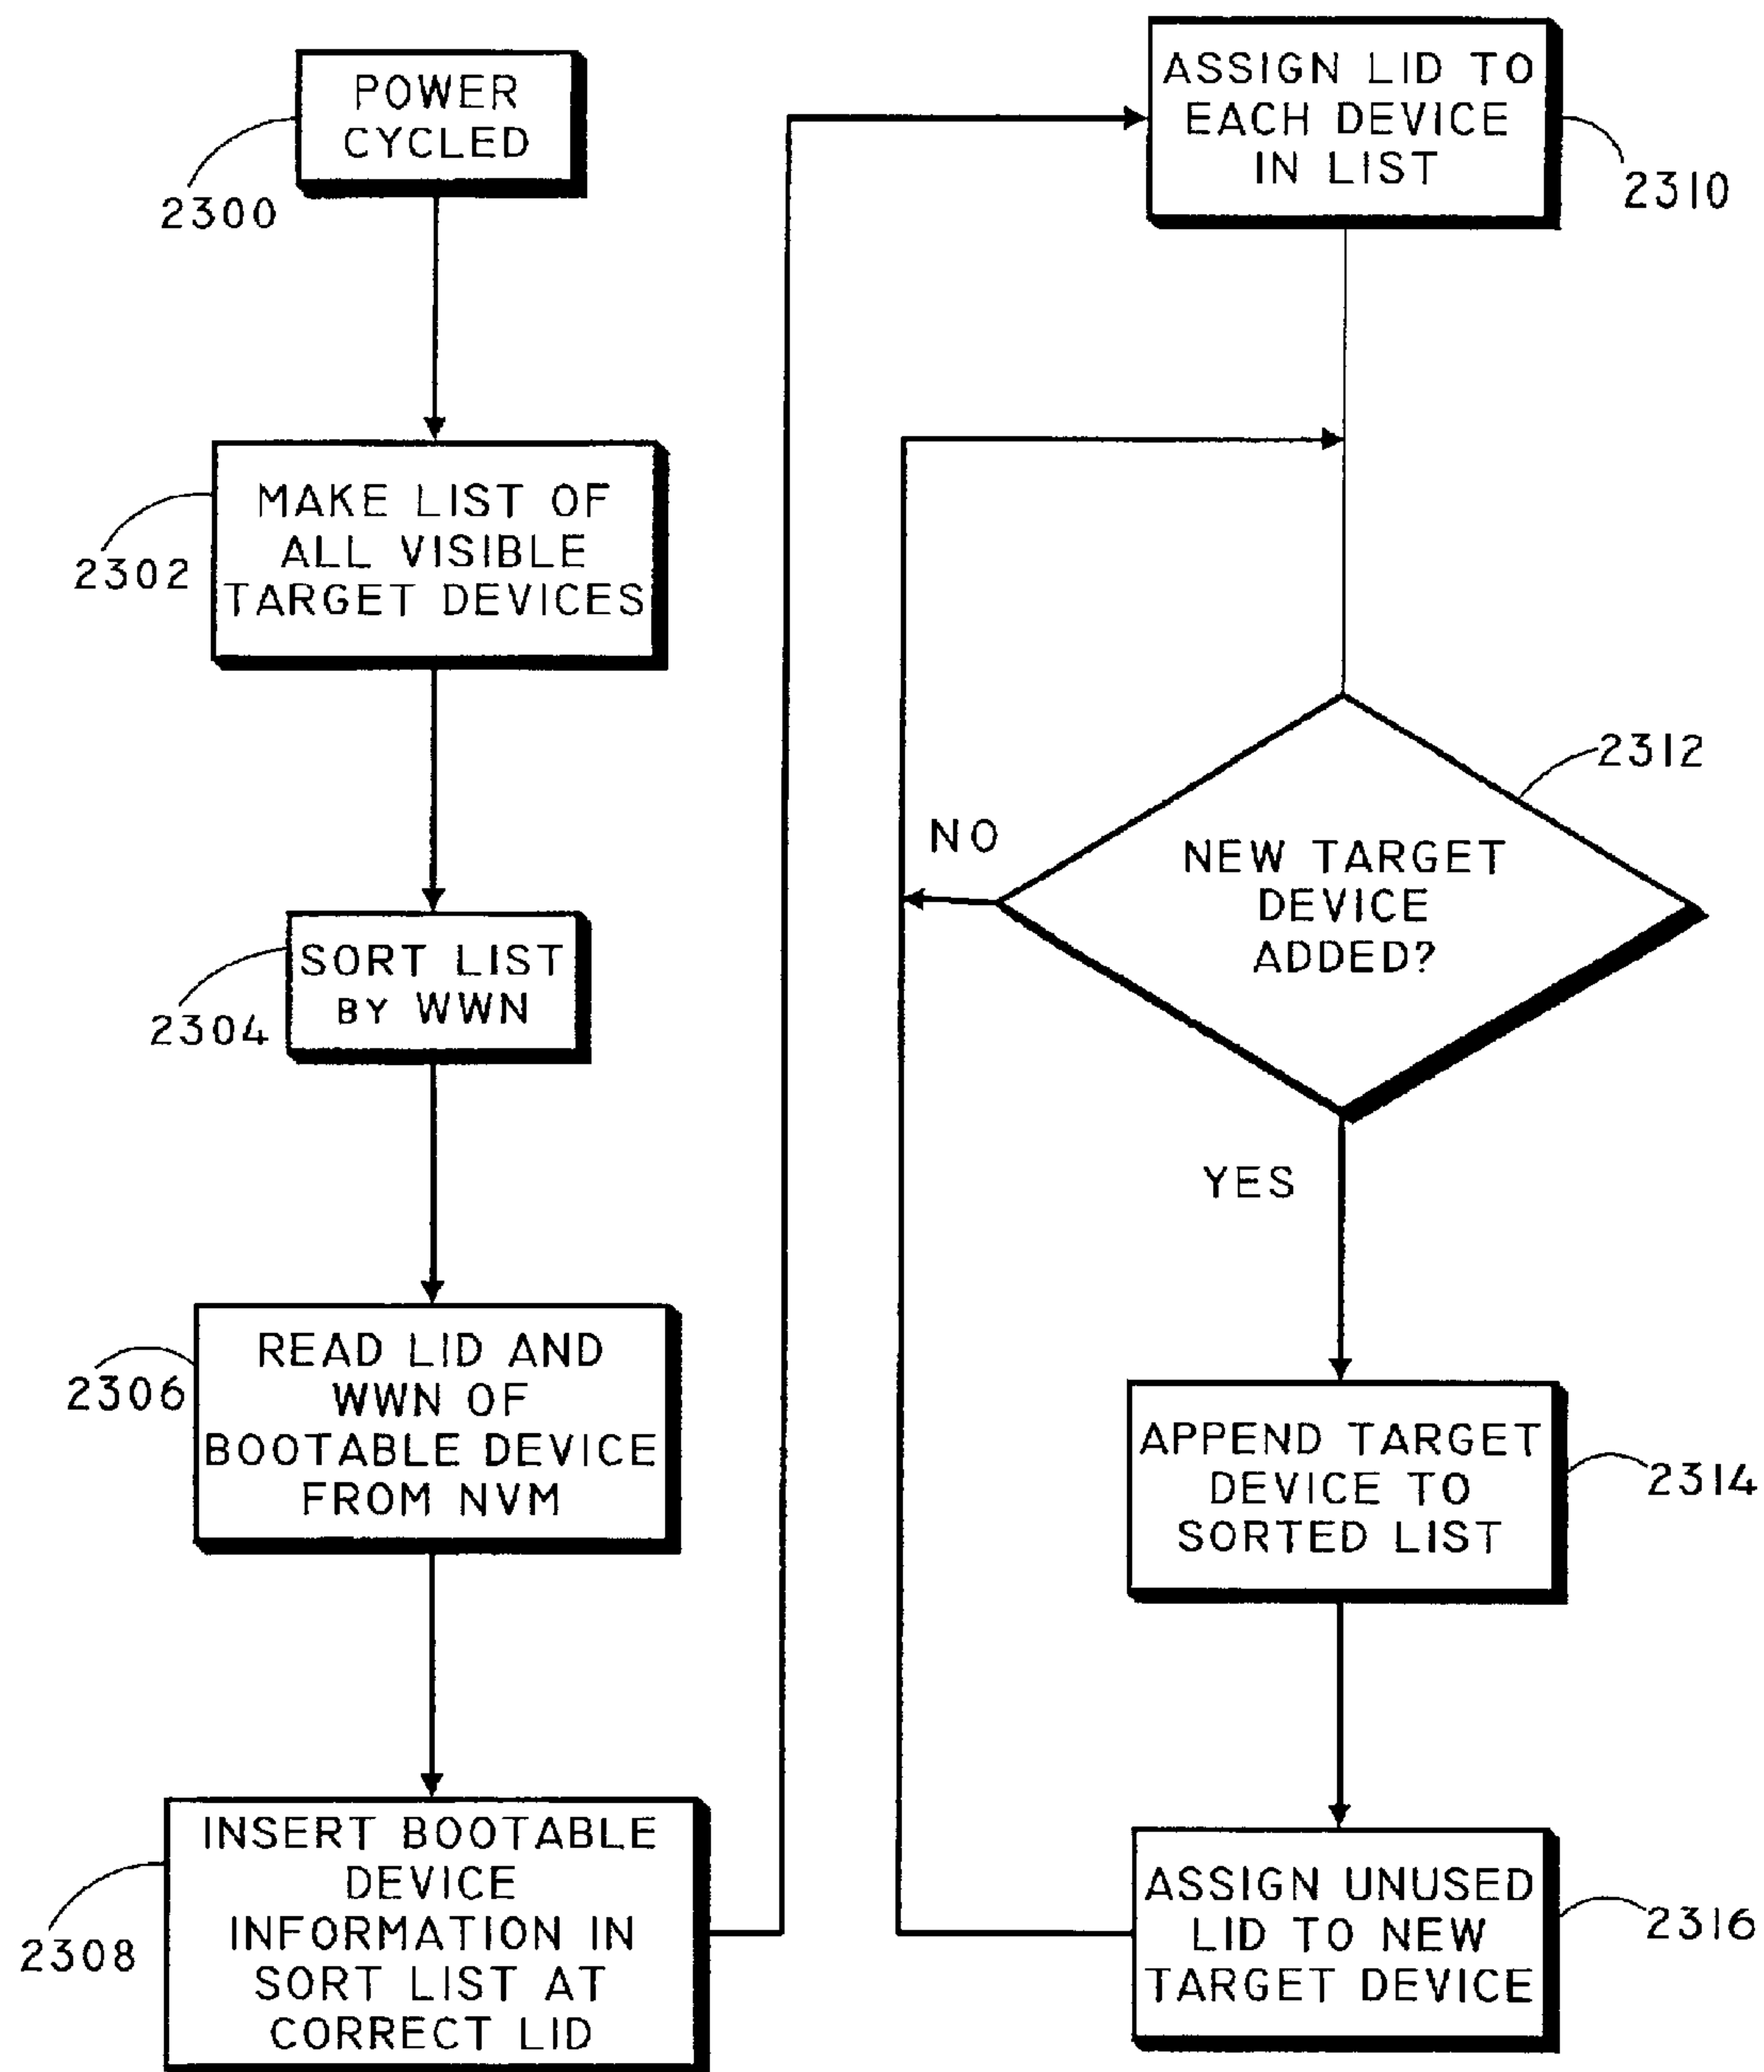 POWER
CYCLED
2300
MAKE LIST OF
ALL VISIBLE
TARGET DEVICES
2302
SORT LIST
BY WWN
2304
READ LID AND
WWN OF
BOOTABLE DEVICE
FROM NVM
2306
INSERT BOOTABLE
DEVICE
INFORMATION IN
SORT LIST AT
CORRECT LID
2308
ASSIGN LID TO
EACH DEVICE
IN LIST
2310
2312
NO
NEW TARGET
DEVICE
ADDED?
YES
APPEND TARGET
DEVICE TO
SORTED LIST
2314
ASSIGN UNUSED
LID TO NEW
TARGET DEVICE
2316